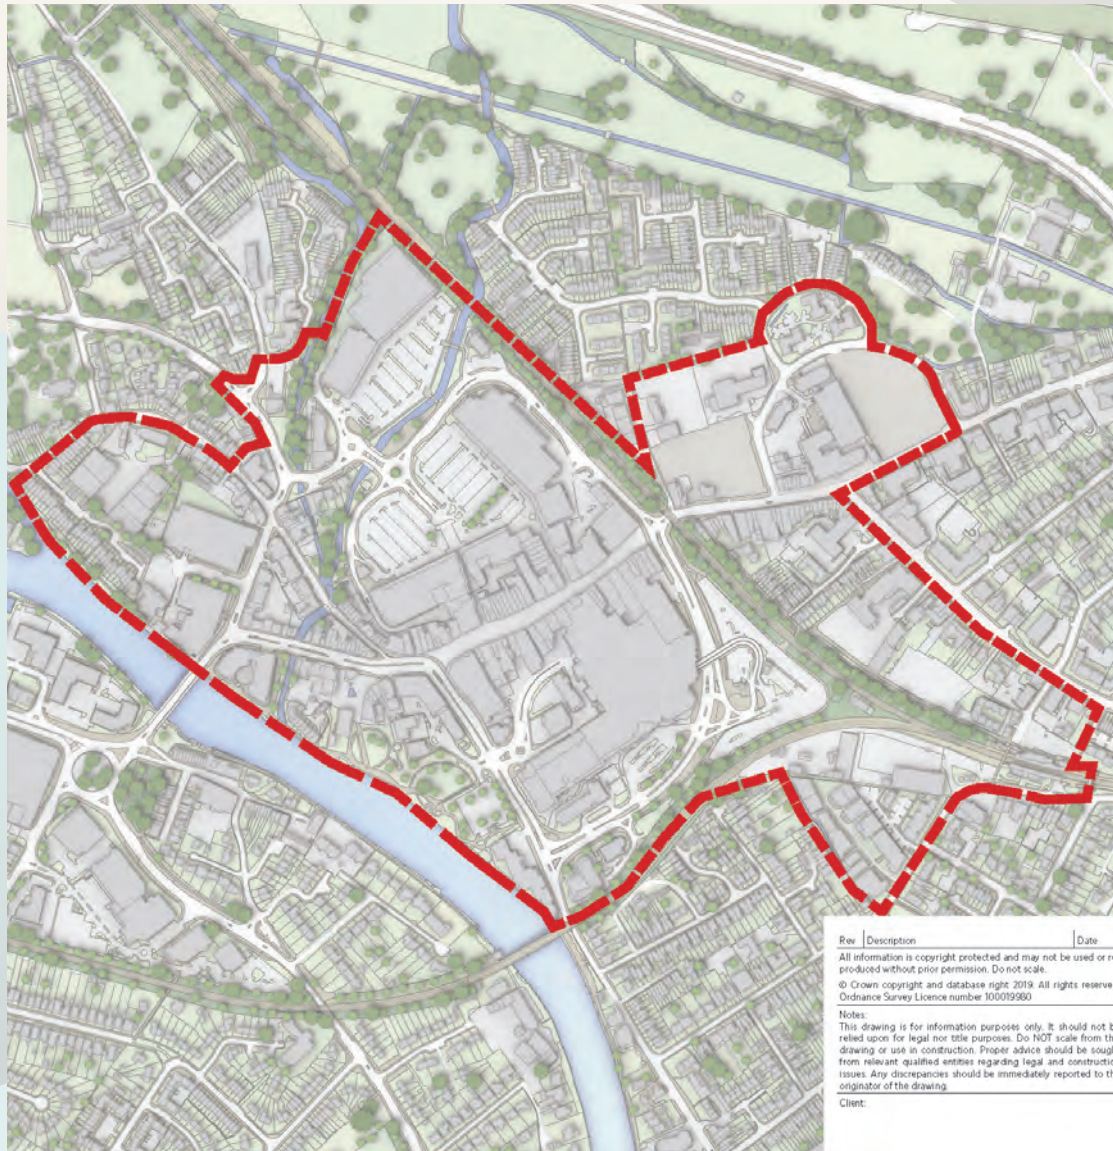 Rev Description Date
All information is copyright protected and may not be used or re
produced without prior permission. Do not scale.
© Crown copyright and database right 2019. All rights reserve
Ordnance Survey Licence number 100019980
Notes:
This drawing is for information purposes only. It should not b
relied upon for legal nor title purposes. Do NOT scale from th
drawing or use in construction. Proper advice should be sough
from relevant qualified entities regarding legal and constructio
issues. Any discrepancies should be immediately reported to th
originator of the drawing
Client: